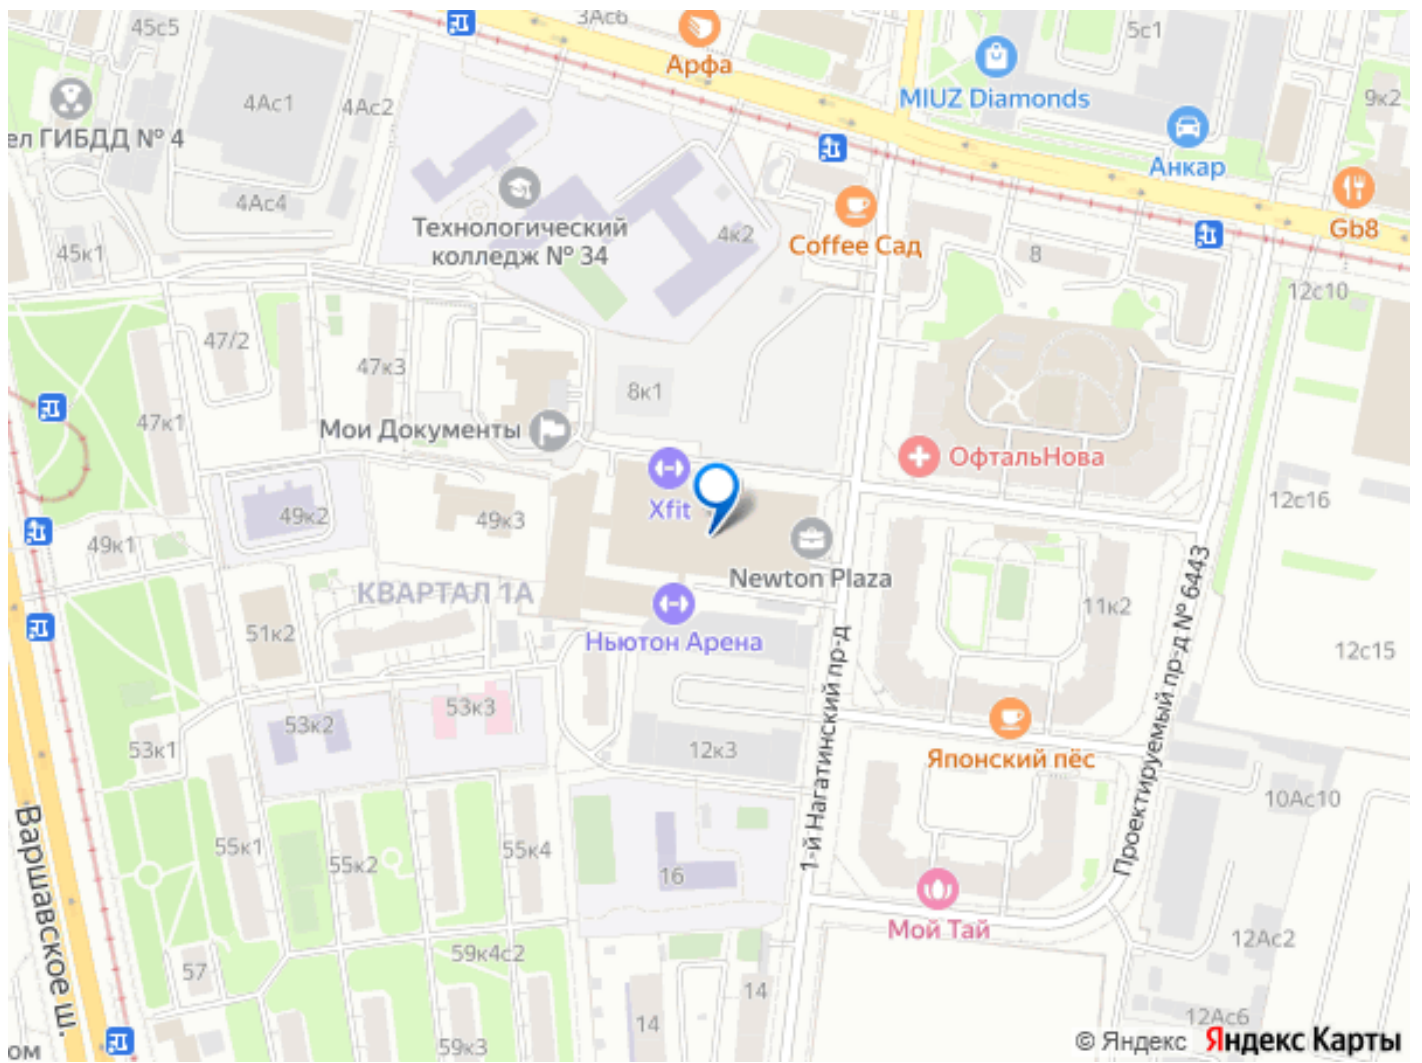 45с5
3Ас6
Арфа
5с1
MIUZ Diamonds
9к2
4Ас1
4Ас2
ел ГИБДД № 4
Анкар
4Ас4
Технологический
колледж № 34
4к2
Coffee Сад
Gb8
45к1
8
12с10
47/2
47к3
8к1
47к1
Мои Документы
ОфтальНова
Xfit
12с16
49к2
49к3
49к1
Newton Plaza
КВАРТАЛ 1А
11к2
51к2
Ньютон Арена
12с15
1-й Нагатинский пр-д
Проектируемый пр-д № 6443
53к3
53к2
53к1
12к3
Японский пёс
10Ас10
Варшавское ш.
55к1
55к2
55к4
16
Мой Тай
12Ас2
59к4с2
57
14
14
12Ас6
ом
59к3
© Яндекс Яндекс Карты